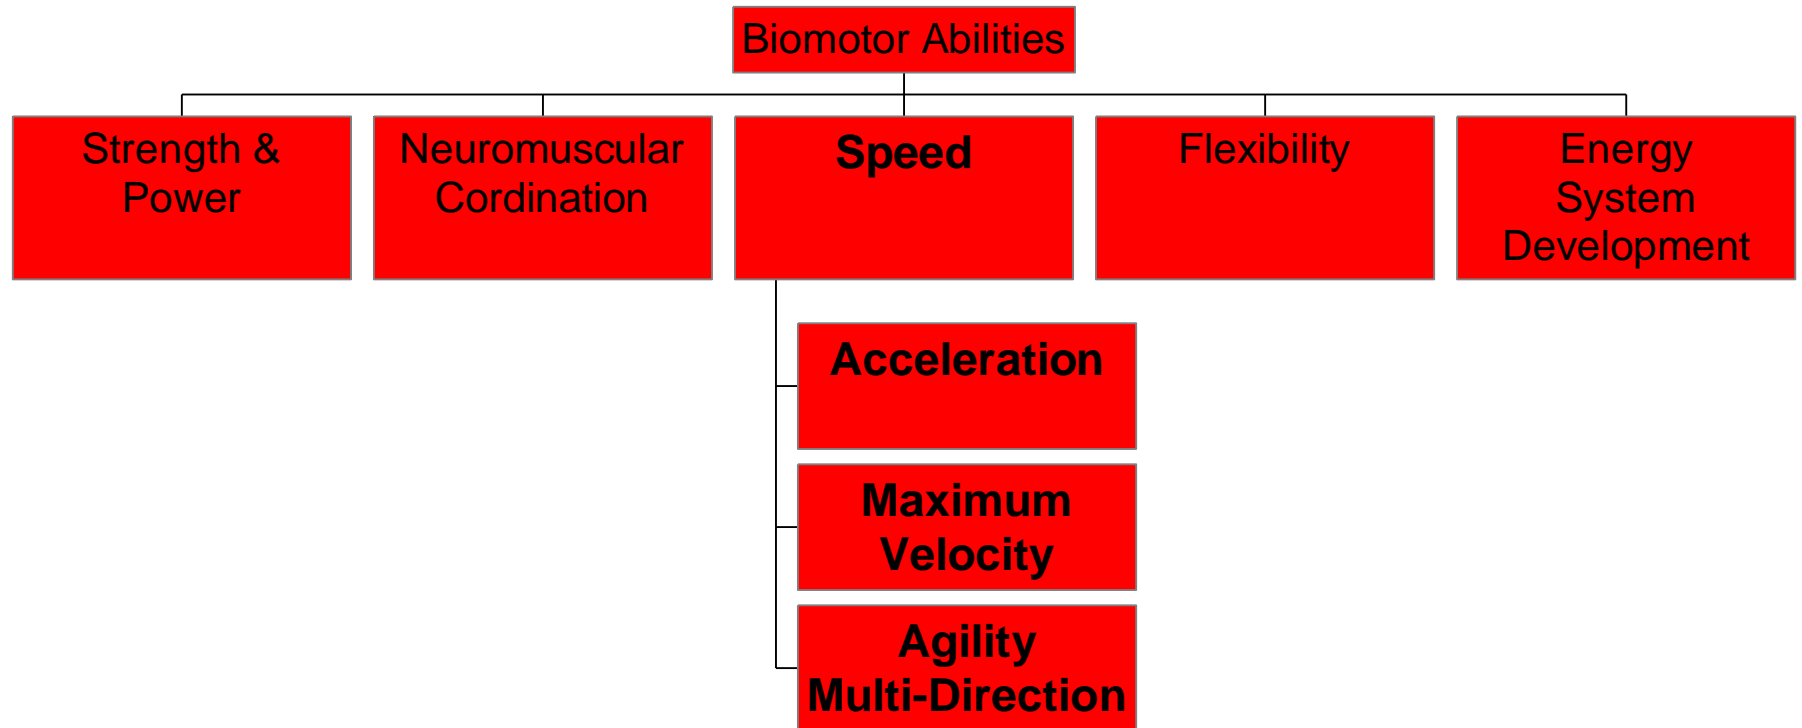 Biomotor Abilities
Strength &
Power
Neuromuscular
Cordination
Speed
Flexibility
Energy
System
Development
Acceleration
Maximum
Velocity
Agility
Multi-Direction